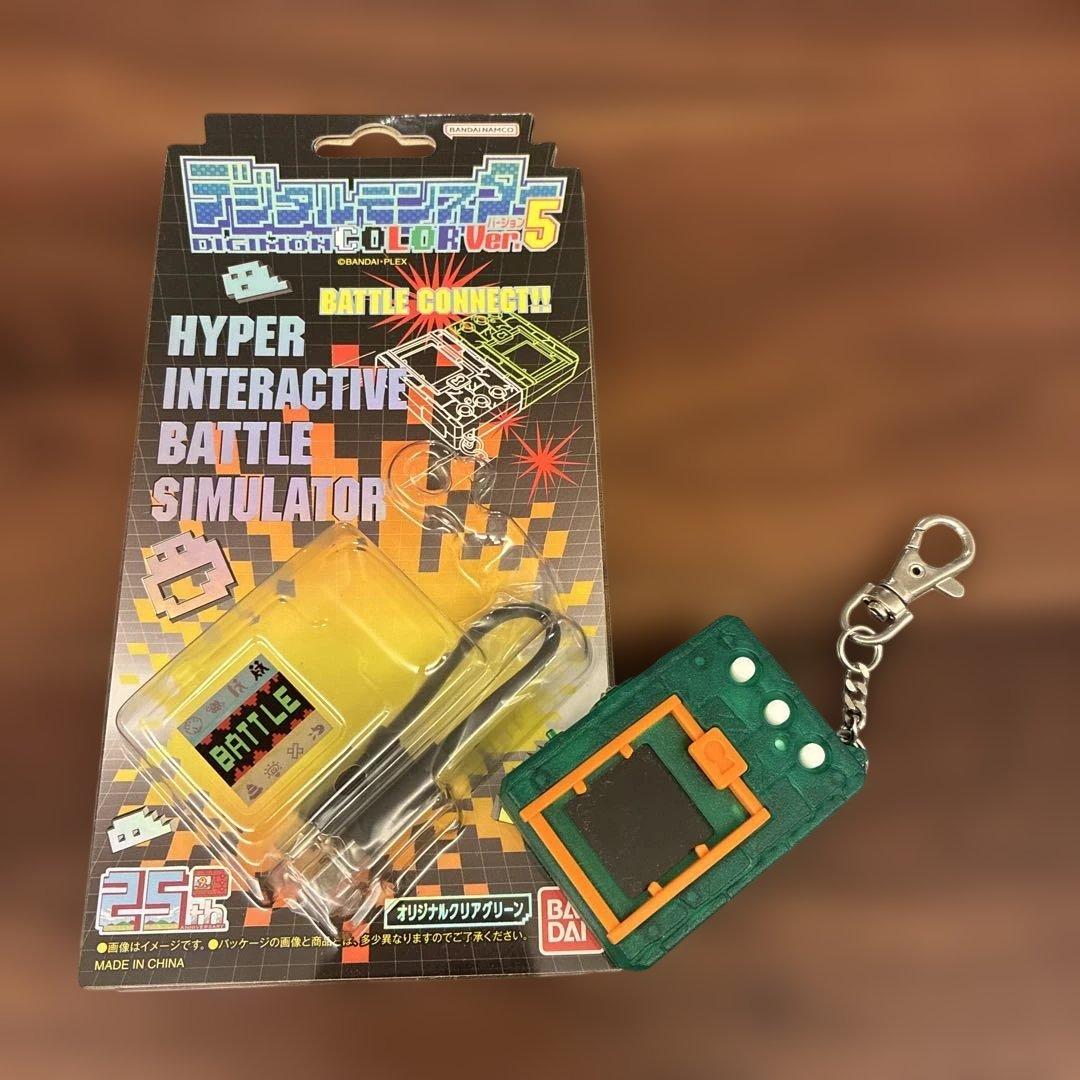 BANDAI NAMCO
デジタルモンスター
DIGIMON COLOR Ver.5
バージョン
©BANDAI・PLEX
BATTLE CONNECT!!
HYPER
INTERACTIVE
BATTLE
SIMULATOR
BATTLE
25th
ANNIVERSARY
オリジナルクリアグリーン
BAN
DAI
●画像はイメージです。●パッケージの画像と商品とは、多少異なりますのでご了承ください。
MADE IN CHINA